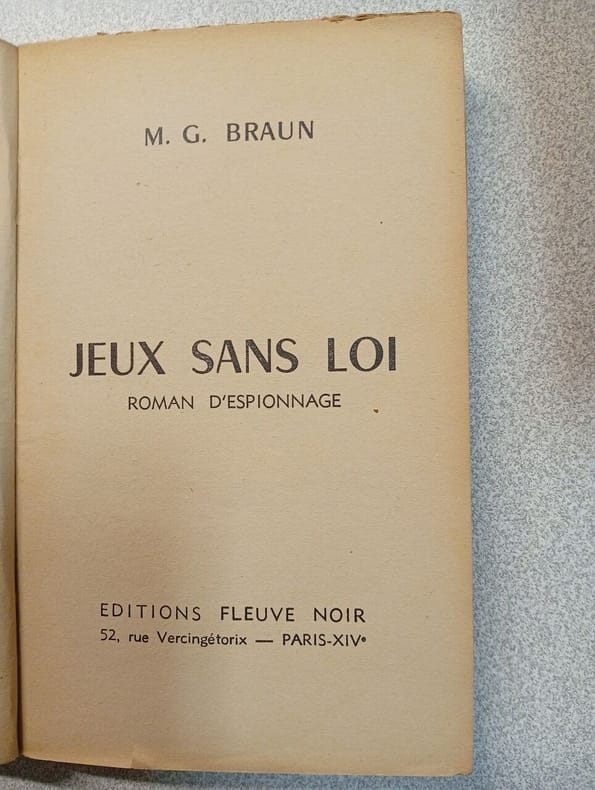 M. G. BRAUN
JEUX SANS LOI
ROMAN D'ESPIONNAGE
EDITIONS FLEUVE NOIR
52, rue Vercingétorix — PARIS-XIVᵉ